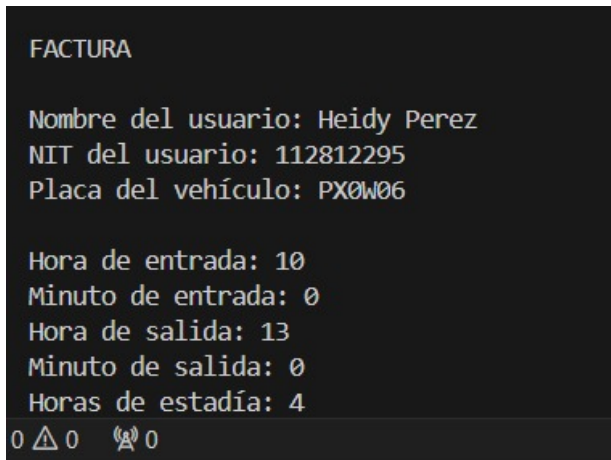 FACTURA
Nombre del usuario: Heidy Perez
NIT del usuario: 112812295
Placa del vehículo: PX0W06
Hora de entrada: 10
Minuto de entrada: 0
Hora de salida: 13
Minuto de salida: 0
Horas de estadía: 4
0 0 0